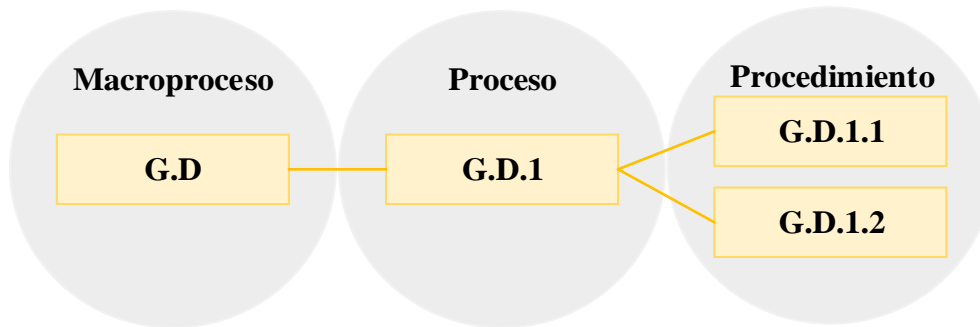 Macroproceso
Proceso
Procedimiento
G.D
G.D.1
G.D.1.1
G.D.1.2